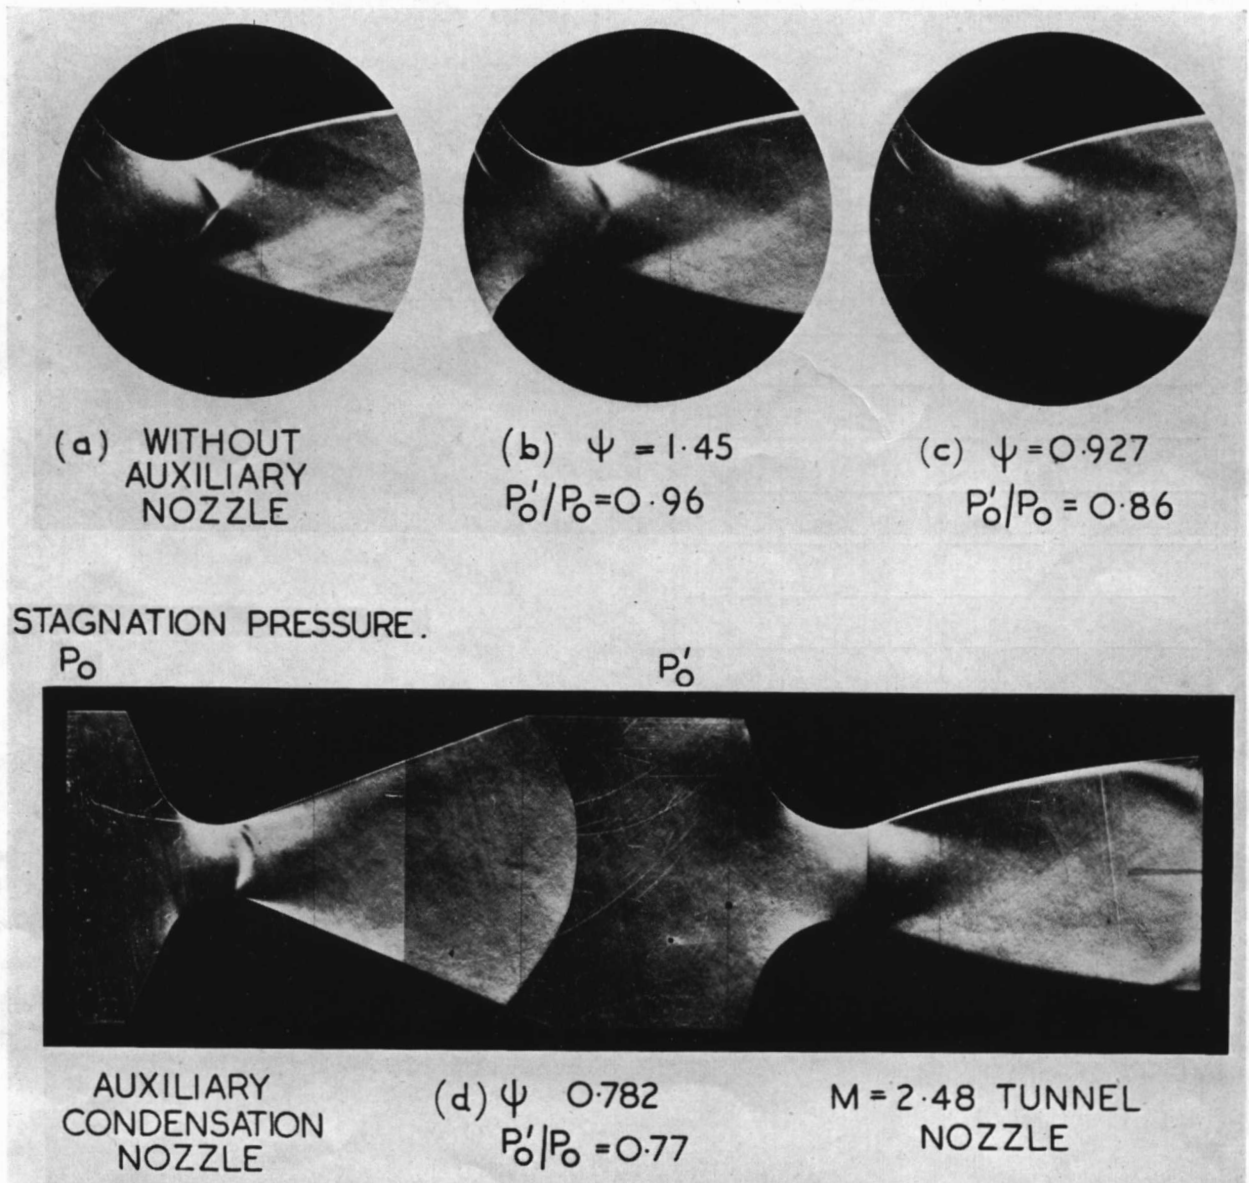 (a) WITHOUT
AUXILIARY
NOZZLE
(b) ψ = 1·45
P₀′/P₀=0·96
(c) ψ=0·927
P₀′/P₀ = 0·86
STAGNATION PRESSURE.
P₀
P₀′
AUXILIARY
CONDENSATION
NOZZLE
(d) ψ 0·782
P₀′/P₀ =0·77
M = 2·48 TUNNEL
NOZZLE